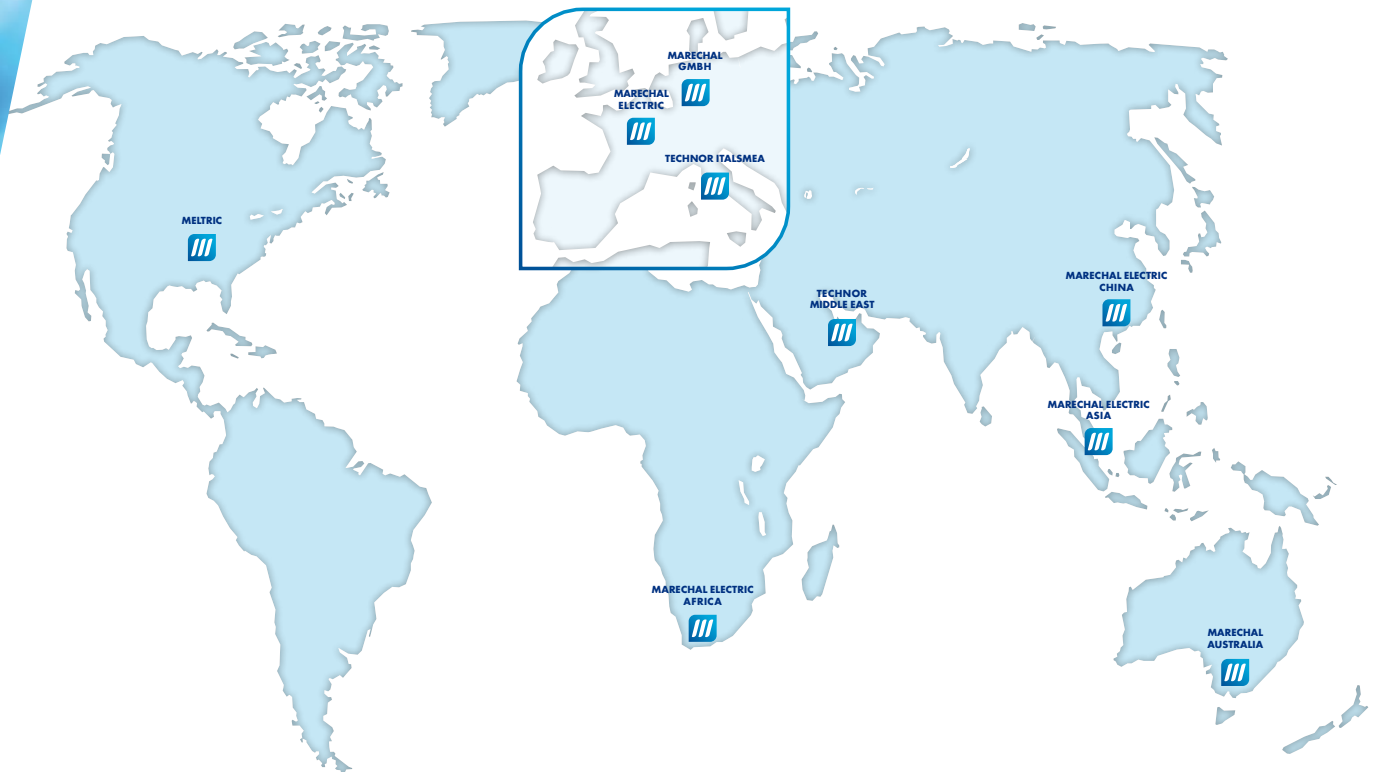 MARECHAL
GMBH
MARECHAL
ELECTRIC
TECHNOR ITALSMEA
MELTRIC
MARECHAL ELECTRIC
CHINA
TECHNOR
MIDDLE EAST
MARECHAL ELECTRIC
ASIA
MARECHAL ELECTRIC
AFRICA
MARECHAL
AUSTRALIA